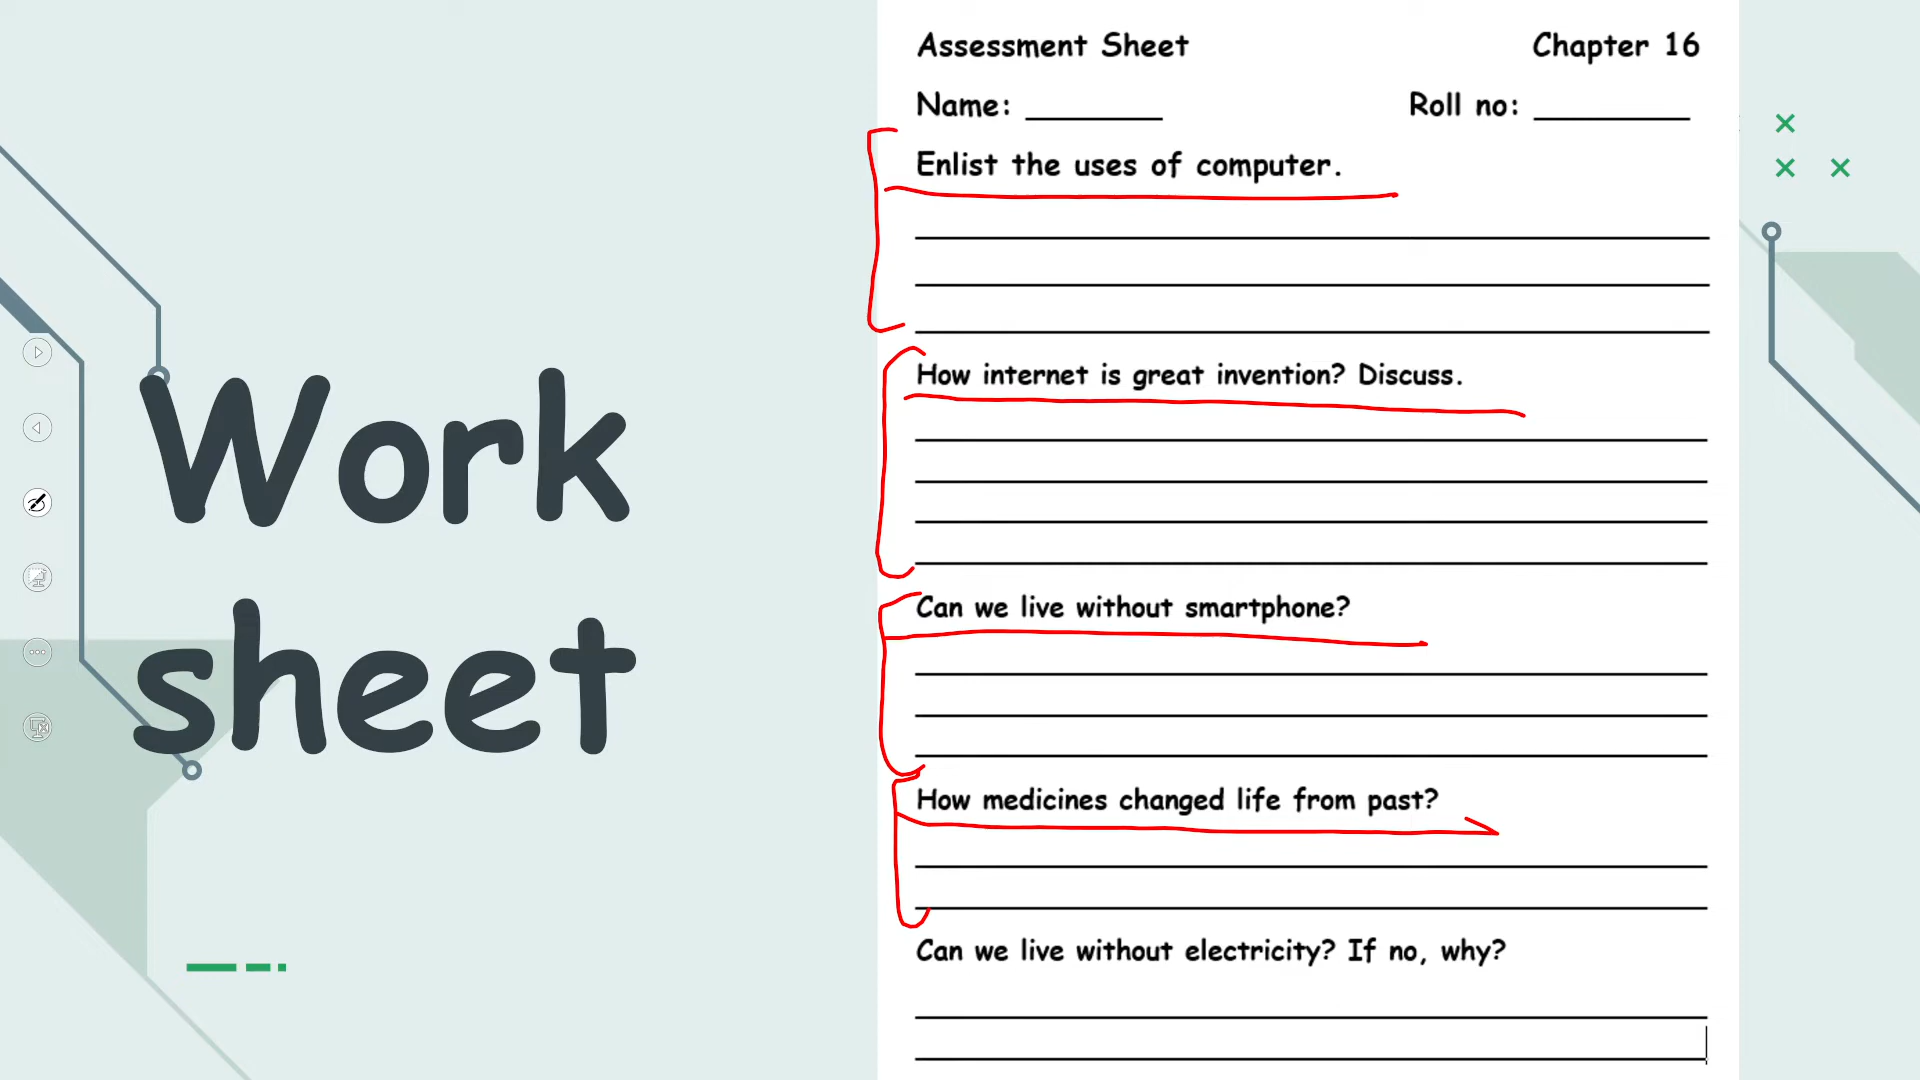 Work
sheet
Assessment Sheet Chapter 16
Name: ________ Roll no: _________
Enlist the uses of computer.
How internet is great invention? Discuss.
Can we live without smartphone?
How medicines changed life from past?
Can we live without electricity? If no, why?